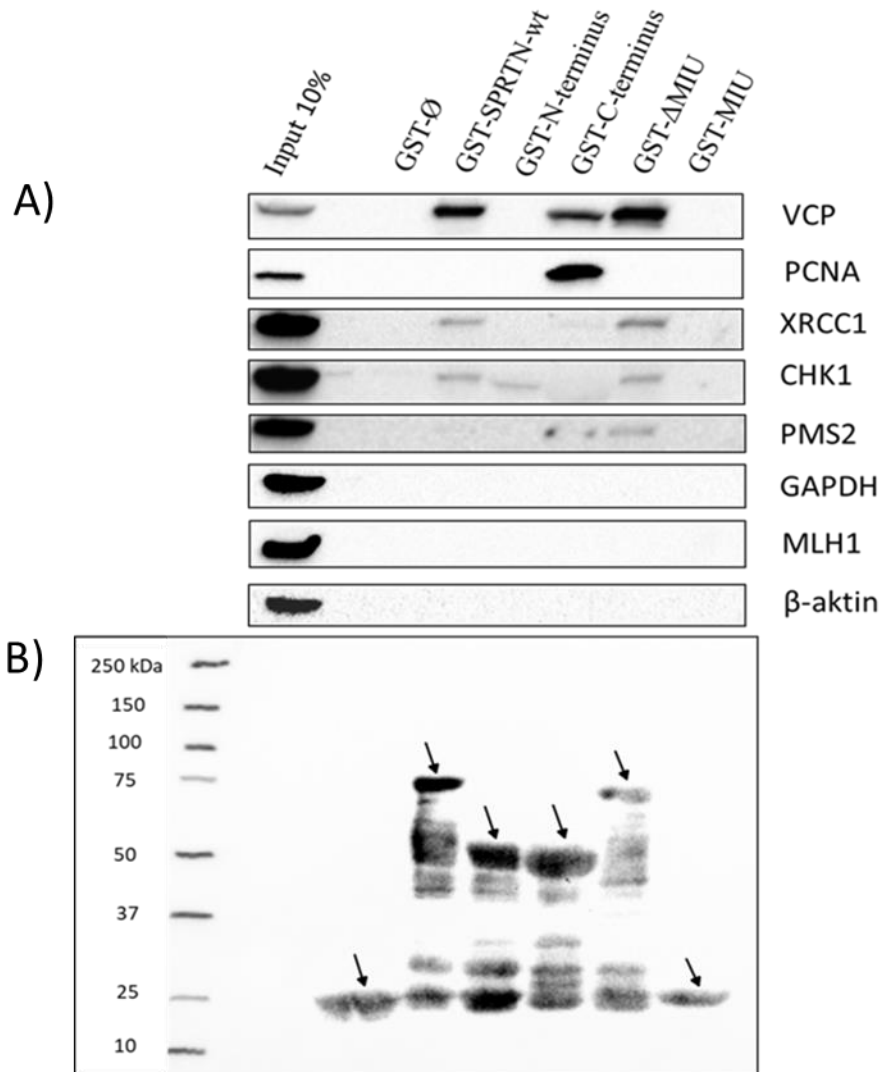 Input 10%
GST-Ø
GST-SPRTN-wt
GST-N-terminus
GST-C-terminus
GST-ΔMIU
GST-MIU
A)
VCP
PCNA
XRCC1
CHK1
PMS2
GAPDH
MLH1
β-aktin
B)
250 kDa
150
100
75
50
37
25
10